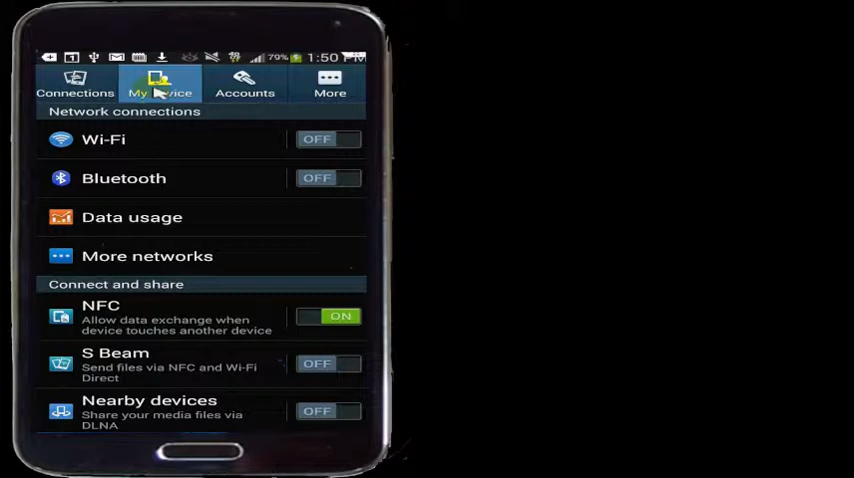 79% 1:50 PM
Connections My Device Accounts More
Network connections
Wi-Fi OFF
Bluetooth OFF
Data usage
More networks
Connect and share
NFC
Allow data exchange when
device touches another device
ON
S Beam
Send files via NFC and Wi-Fi
Direct
OFF
Nearby devices
Share your media files via
DLNA
OFF